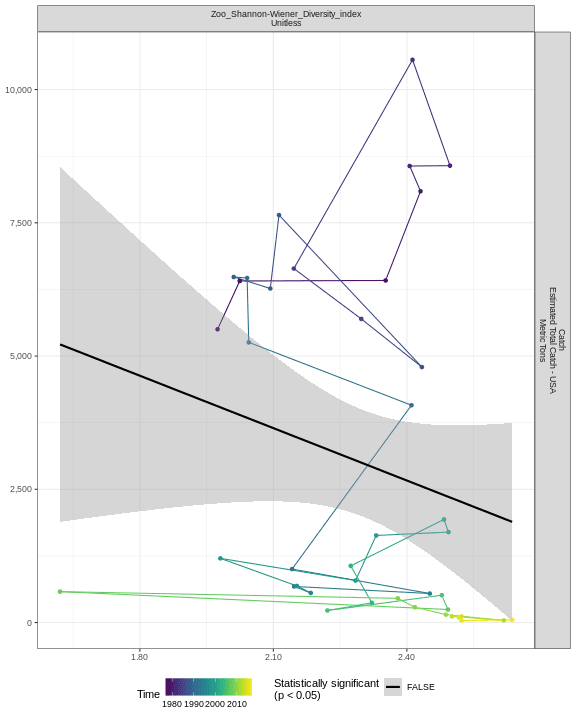 Zoo_Shannon-Wiener_Diversity_index
Unitless
10,000
7,500
5,000
2,500
0
Catch
Estimated Total Catch - USA
Metric Tons
1.80
2.10
2.40
Time
1980 1990 2000 2010
Statistically significant
(p < 0.05)
FALSE